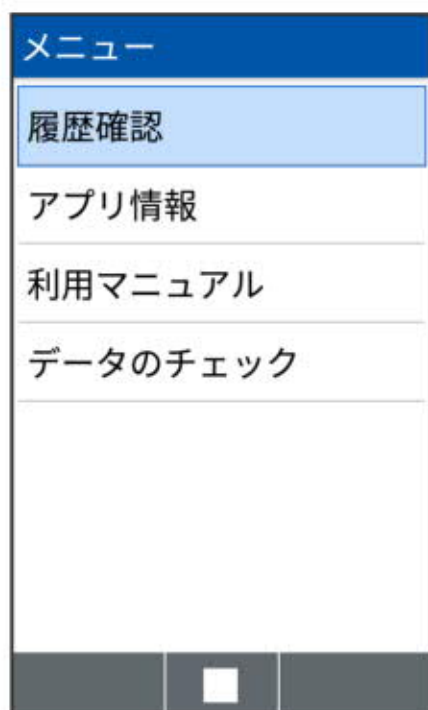 メニュー
履歴確認
アプリ情報
利用マニュアル
データのチェック